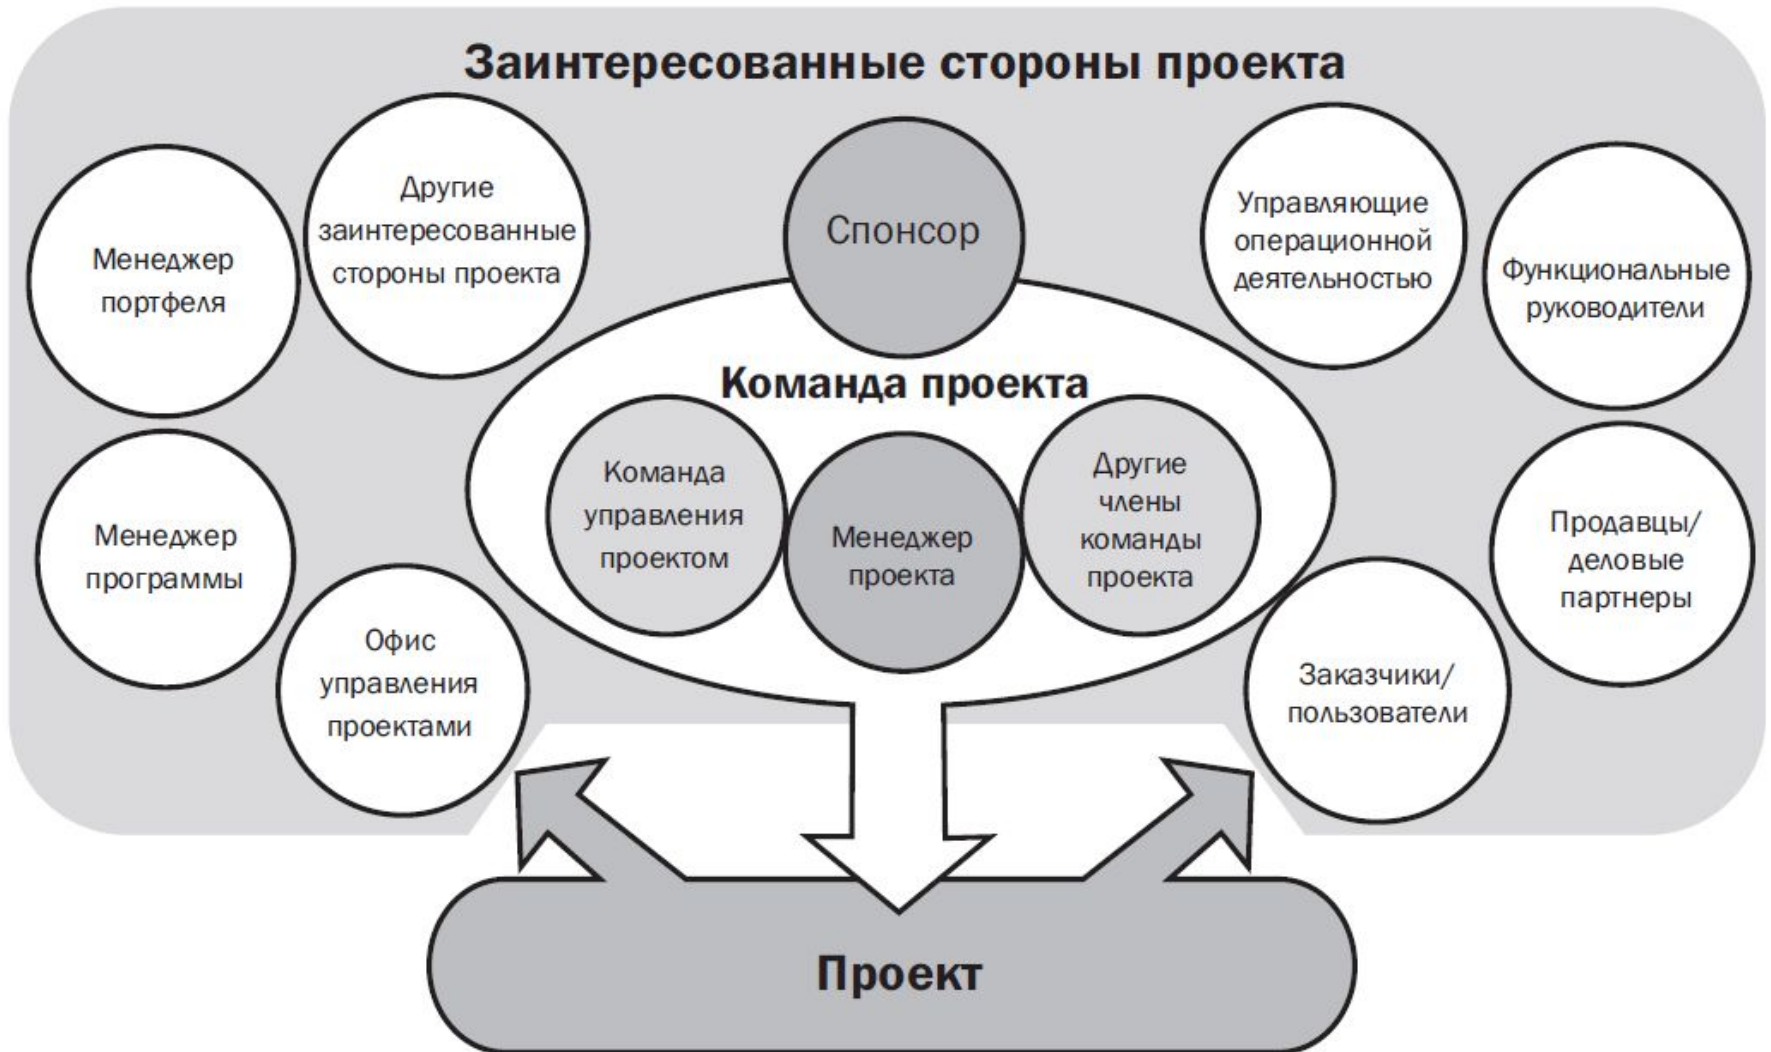 Заинтересованные стороны проекта
Менеджер
портфеля
Другие
заинтересованные
стороны проекта
Спонсор
Управляющие
операционной
деятельностью
Функциональные
руководители
Команда проекта
Команда
управления
проектом
Менеджер
проекта
Другие
члены
команды
проекта
Менеджер
программы
Офис
управления
проектами
Продавцы/
деловые
партнеры
Заказчики/
пользователи
Проект